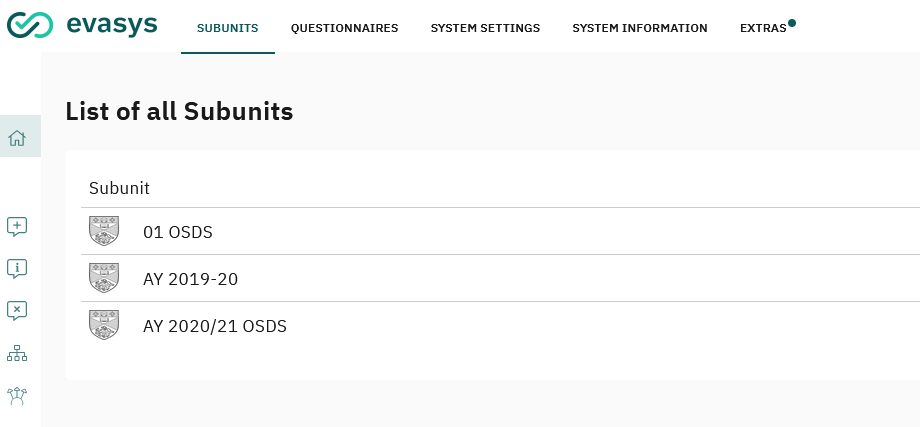 evasys
SUBUNITS QUESTIONNAIRES SYSTEM SETTINGS SYSTEM INFORMATION EXTRAS
List of all Subunits
Subunit
01 OSDS
AY 2019-20
AY 2020/21 OSDS